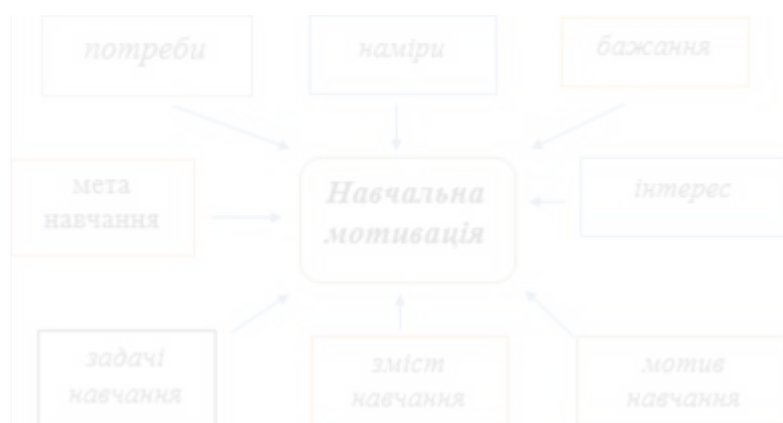 потреби
наміри
бажання
мета
навчання
Навчальна
мотивація
інтерес
задачі
навчання
зміст
навчання
мотив
навчання